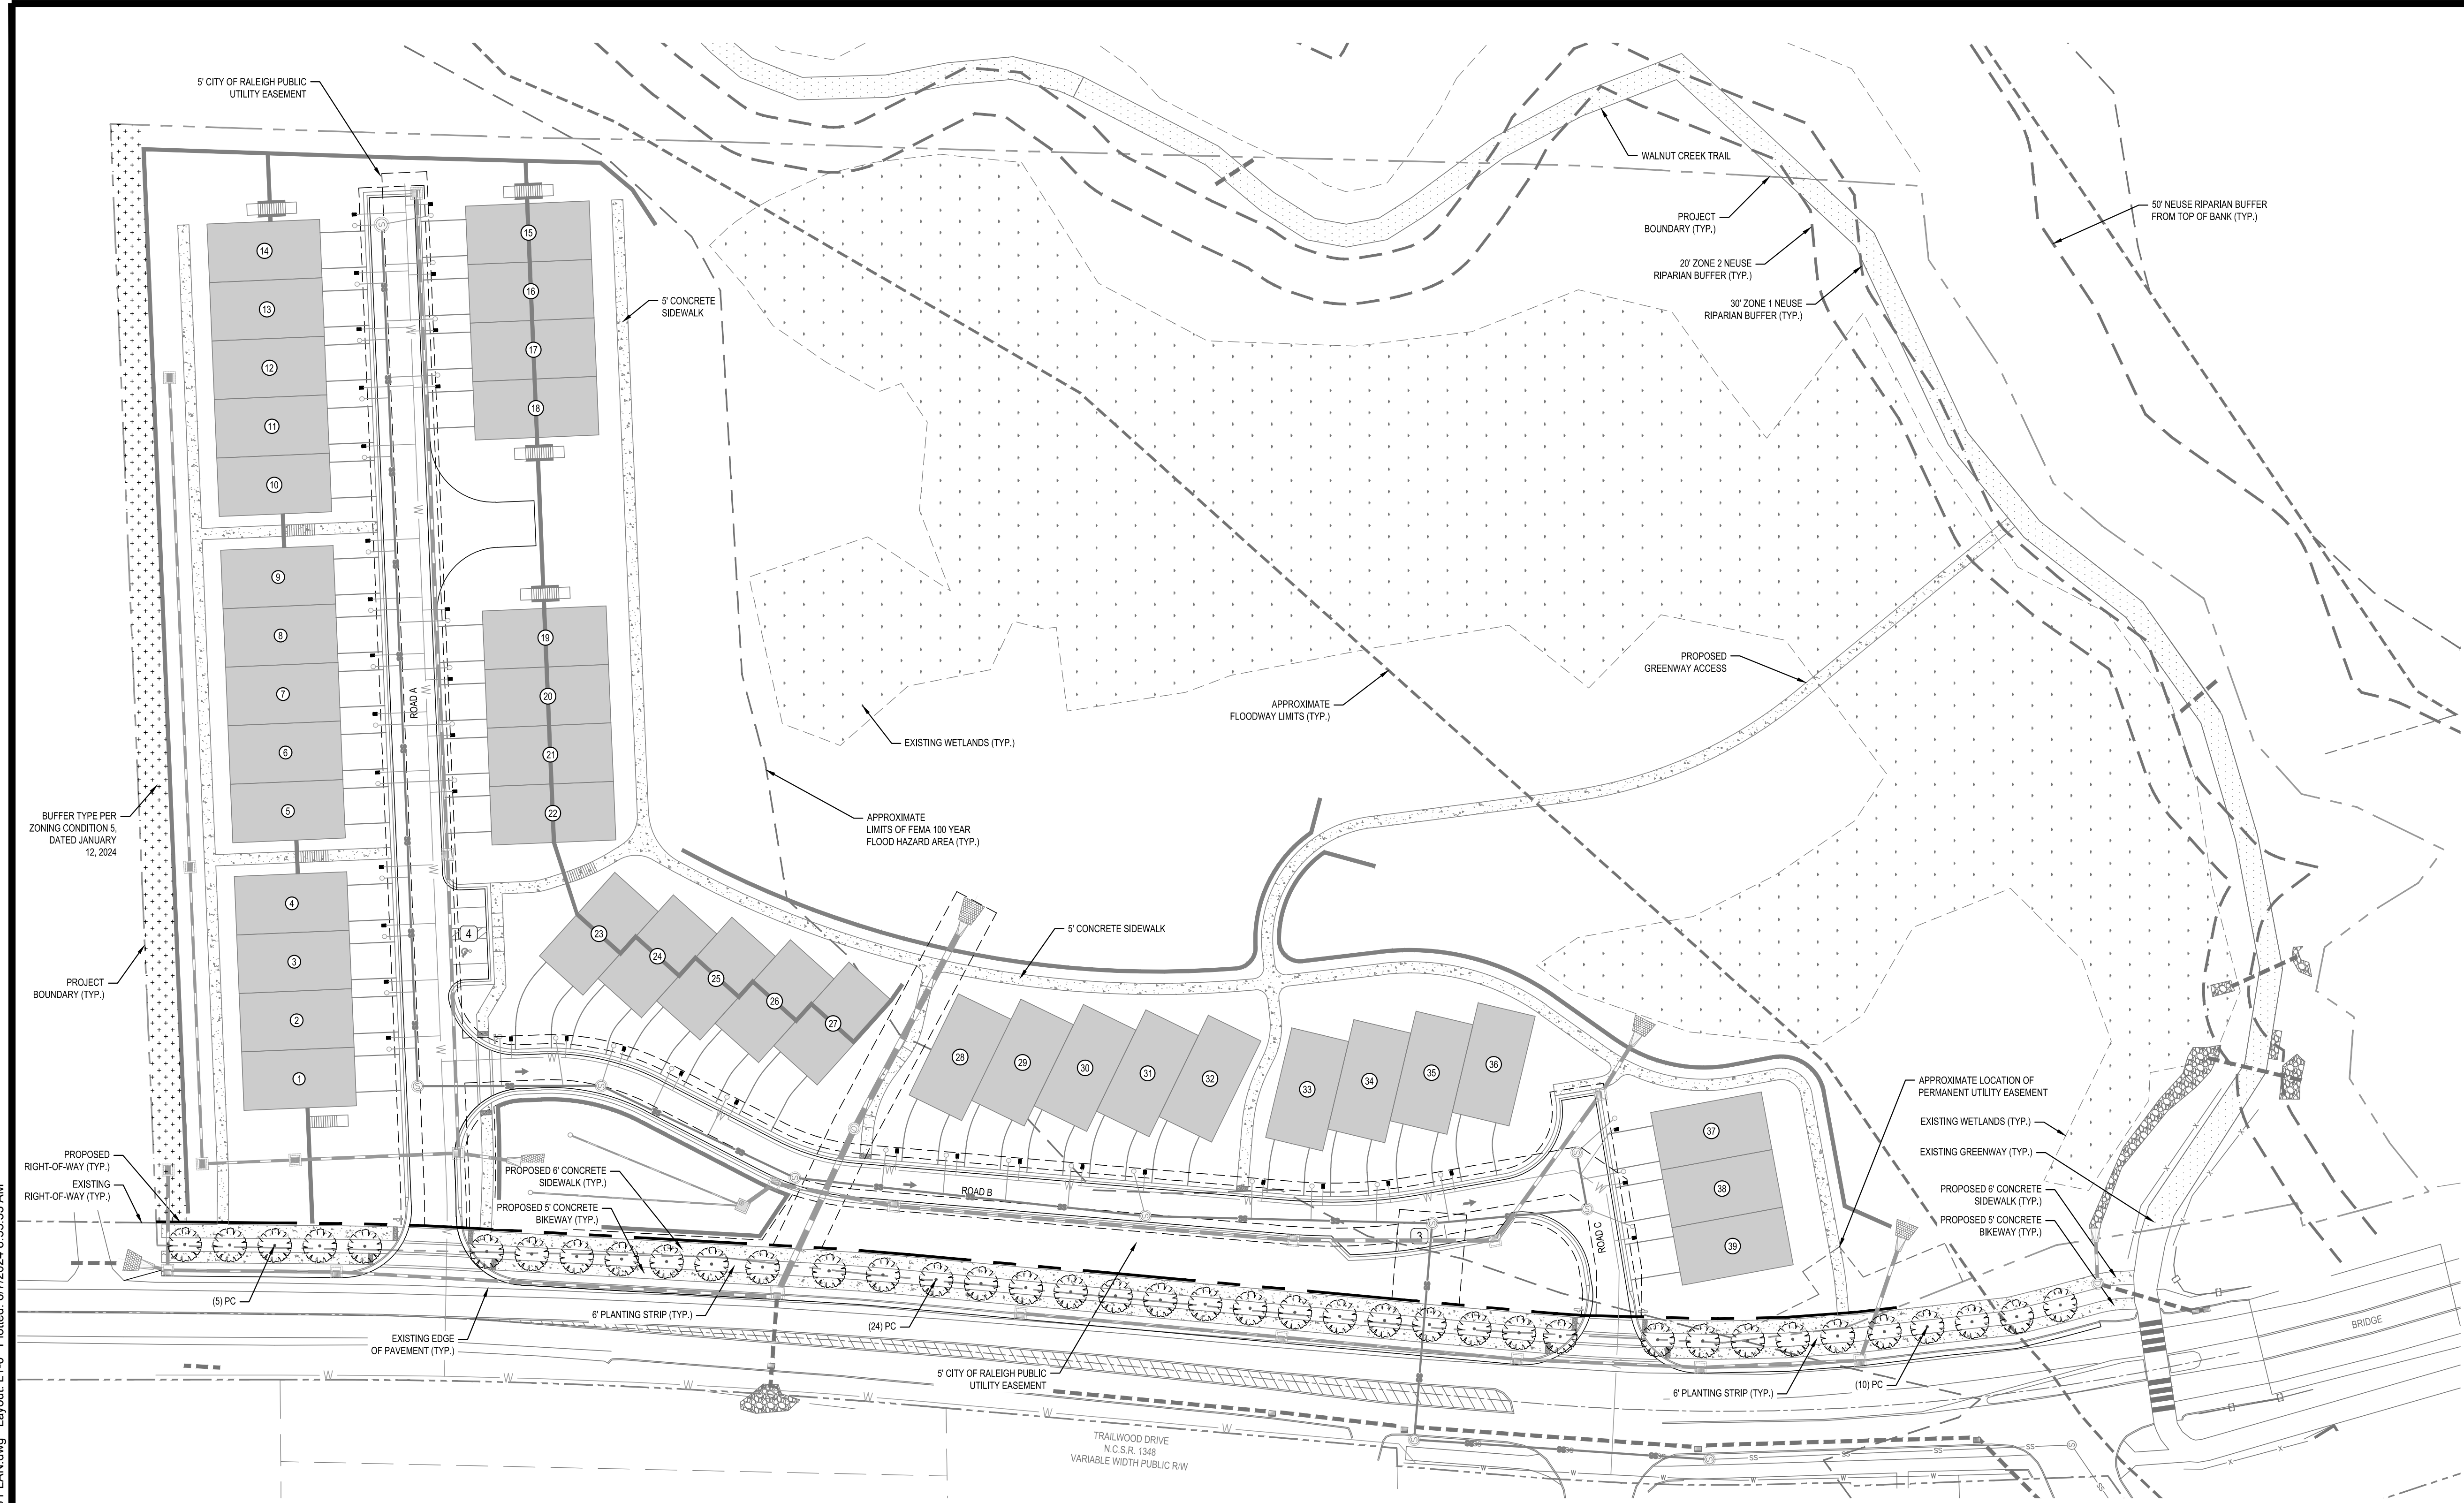 5' CITY OF RALEIGH PUBLIC
UTILITY EASEMENT
WALNUT CREEK TRAIL
PROJECT
BOUNDARY (TYP.)
50' NEUSE RIPARIAN BUFFER
FROM TOP OF BANK (TYP.)
20' ZONE 2 NEUSE
RIPARIAN BUFFER (TYP.)
30' ZONE 1 NEUSE
RIPARIAN BUFFER (TYP.)
5' CONCRETE
SIDEWALK
14
13
12
11
10
9
8
7
6
5
4
3
2
1
15
16
17
18
19
20
21
22
ROAD A
W
W
W
W
W
W
W
S
S
PROPOSED
GREENWAY ACCESS
APPROXIMATE
FLOODWAY LIMITS (TYP.)
EXISTING WETLANDS (TYP.)
APPROXIMATE
LIMITS OF FEMA 100 YEAR
FLOOD HAZARD AREA (TYP.)
BUFFER TYPE PER
ZONING CONDITION 5,
DATED JANUARY
12, 2024
PROJECT
BOUNDARY (TYP.)
4
5' CONCRETE SIDEWALK
23
24
25
26
27
28
29
30
31
32
33
34
35
36
37
38
39
APPROXIMATE LOCATION OF
PERMANENT UTILITY EASEMENT
EXISTING WETLANDS (TYP.)
EXISTING GREENWAY (TYP.)
PROPOSED 6' CONCRETE
SIDEWALK (TYP.)
PROPOSED 5' CONCRETE
BIKEWAY (TYP.)
PROPOSED
RIGHT-OF-WAY (TYP.)
EXISTING
RIGHT-OF-WAY (TYP.)
PROPOSED 6' CONCRETE
SIDEWALK (TYP.)
PROPOSED 5' CONCRETE
BIKEWAY (TYP.)
ROAD B
ROAD C
3
(5) PC
6' PLANTING STRIP (TYP.)
(24) PC
EXISTING EDGE
OF PAVEMENT (TYP.)
5' CITY OF RALEIGH PUBLIC
UTILITY EASEMENT
6' PLANTING STRIP (TYP.)
(10) PC
BRIDGE
W
W
W
W
W
W
TRAILWOOD DRIVE
N.C.S.R. 1348
VARIABLE WIDTH PUBLIC R/W
SS
SS
SS
W
W
W
W
W